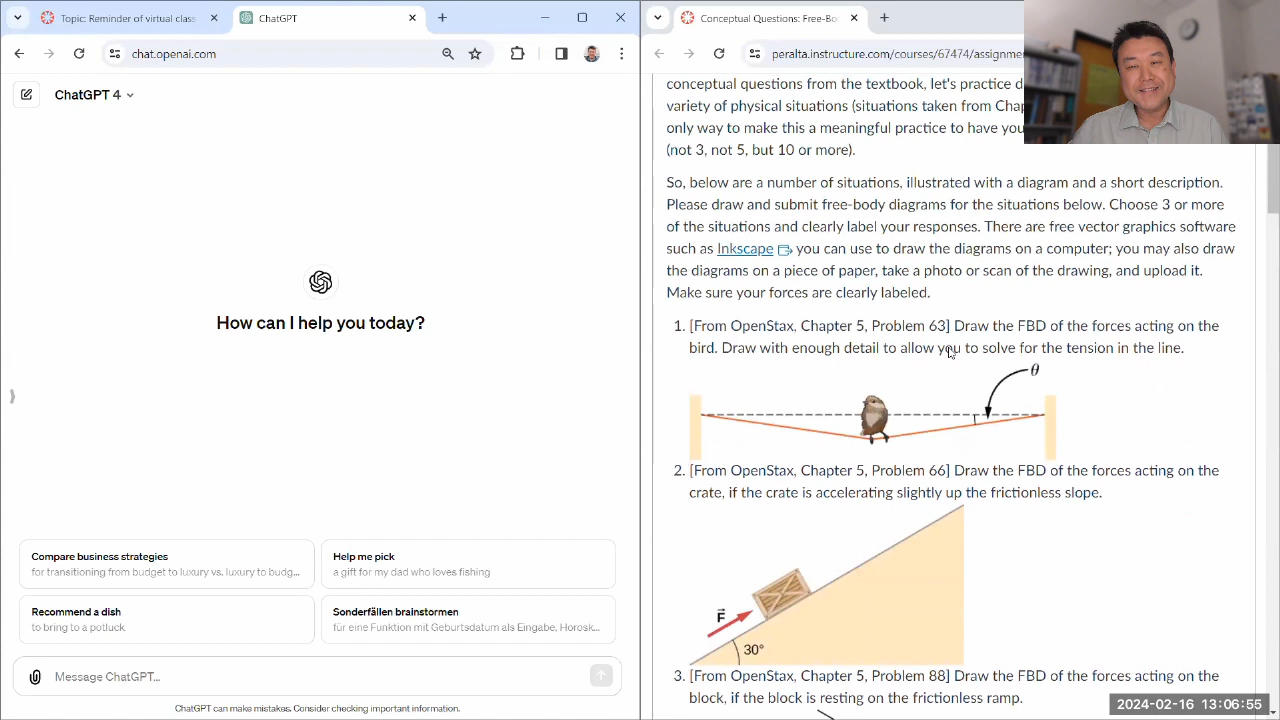 Topic Reminder of virtual class
ChatGPT
chat.openai.com
ChatGPT 4
How can I help you today?
Compare business strategies
for transitioning from budget to luxury vs. luxury to budg...
Help me pick
a gift for my dad who loves fishing
Recommend a dish
to bring to a potluck
Sonderfällen brainstormen
für eine Funktion mit Geburtsdatum als Eingabe, Horosk...
Message ChatGPT...
ChatGPT can make mistakes. Consider checking important information.
Conceptual Questions: Free-Bo
peralta.instructure.com/courses/67474/assignme
conceptual questions from the textbook, let's practice d
variety of physical situations (situations taken from Chap
only way to make this a meaningful practice to have you
(not 3, not 5, but 10 or more).
So, below are a number of situations, illustrated with a diagram and a short description.
Please draw and submit free-body diagrams for the situations below. Choose 3 or more
of the situations and clearly label your responses. There are free vector graphics software
such as Inkscape you can use to draw the diagrams on a computer; you may also draw
the diagrams on a piece of paper, take a photo or scan of the drawing, and upload it.
Make sure your forces are clearly labeled.
1. [From OpenStax, Chapter 5, Problem 63] Draw the FBD of the forces acting on the
bird. Draw with enough detail to allow you to solve for the tension in the line.
θ
2. [From OpenStax, Chapter 5, Problem 66] Draw the FBD of the forces acting on the
crate, if the crate is accelerating slightly up the frictionless slope.
F⃗
30°
3. [From OpenStax, Chapter 5, Problem 88] Draw the FBD of the forces acting on the
block, if the block is resting on the frictionless ramp.
2024-02-16 13:06:55